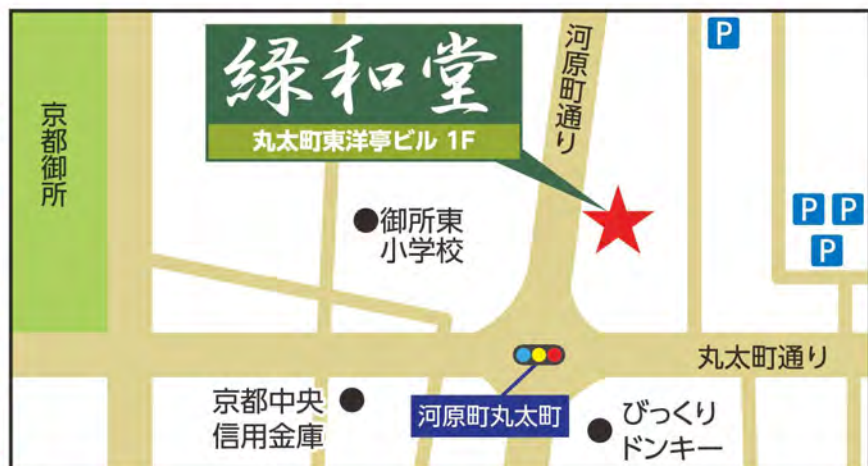 緑和堂
丸太町東洋亭ビル 1F
河原町通り
P
京都御所
御所東
小学校
P P
P
丸太町通り
京都中央
信用金庫
河原町丸太町
びっくり
ドンキー